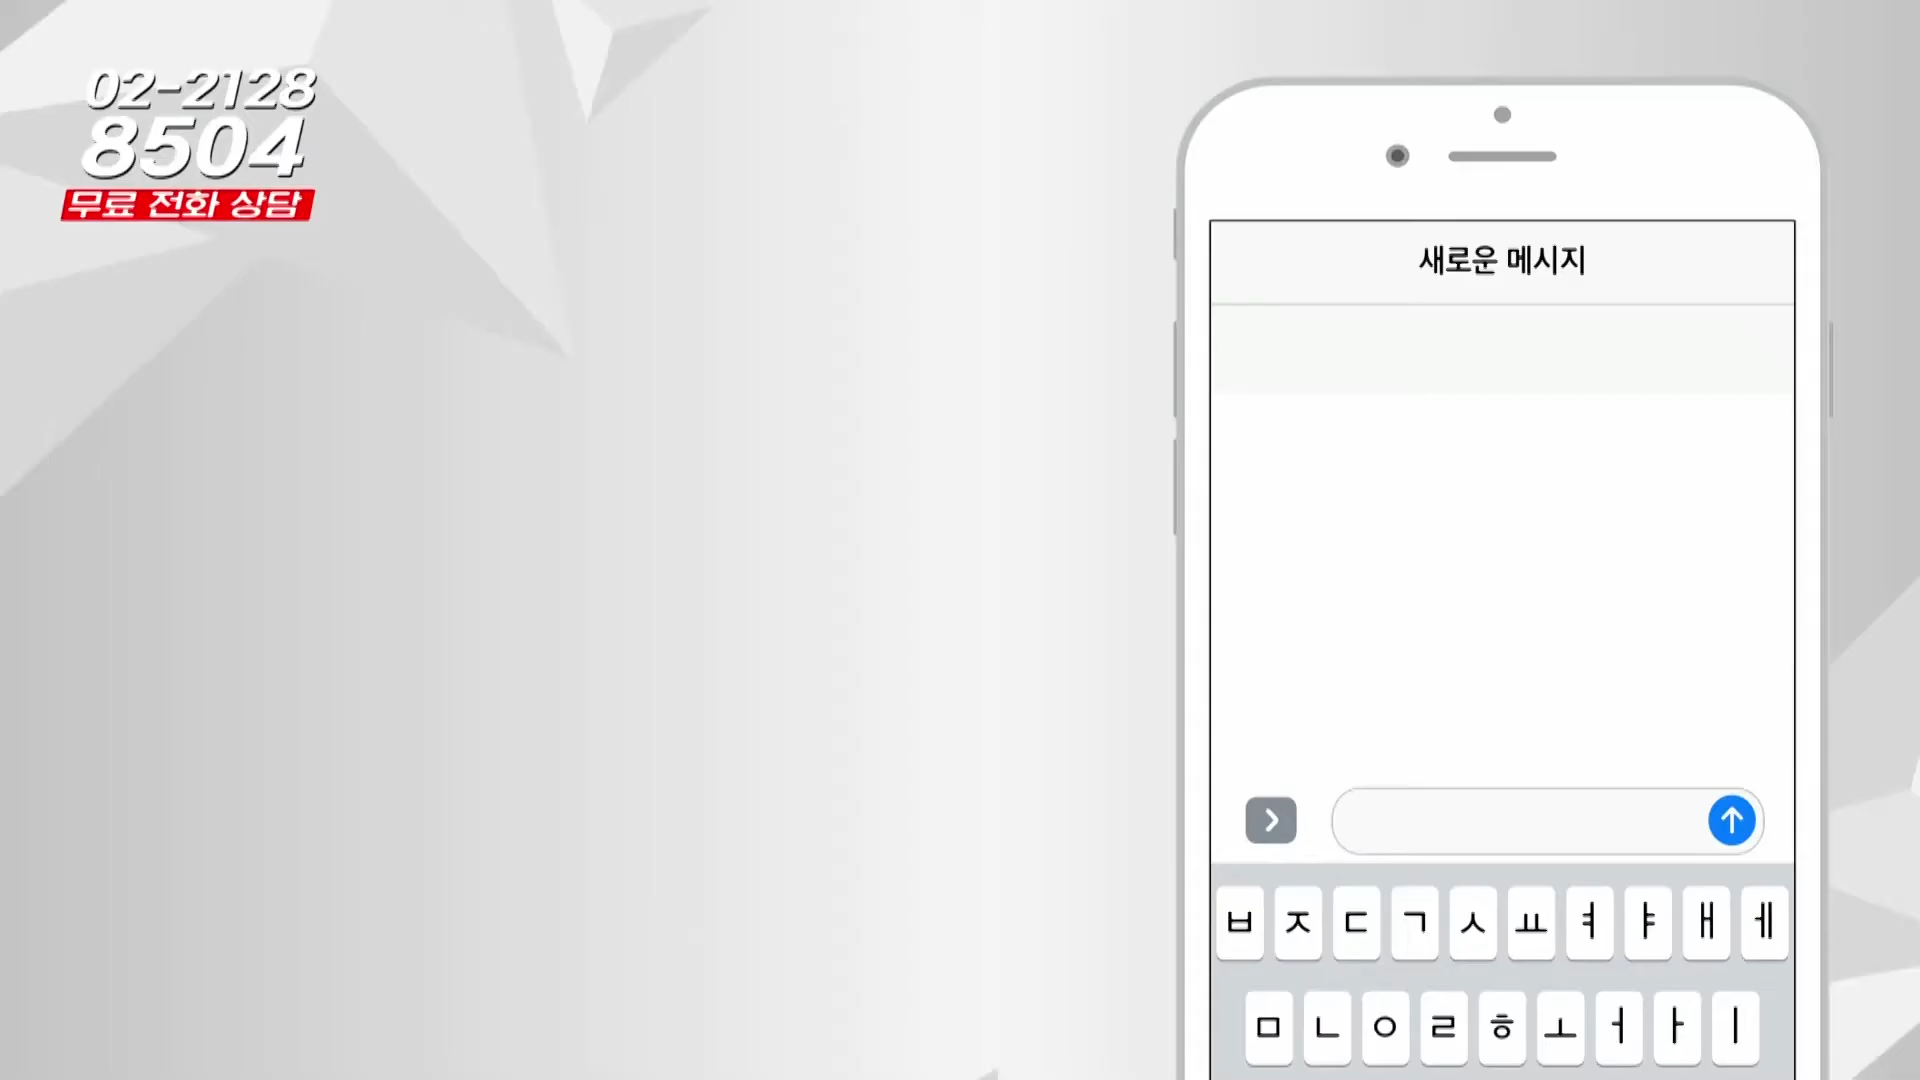 02-2128
8504
무료 전화 상담
새로운 메시지
ㅂ ㅈ ㄷ ㄱ ㅅ ㅛ ㅕ ㅑ ㅐ ㅔ
ㅁ ㄴ ㅇ ㄹ ㅎ ㅗ ㅓ ㅏ ㅣ